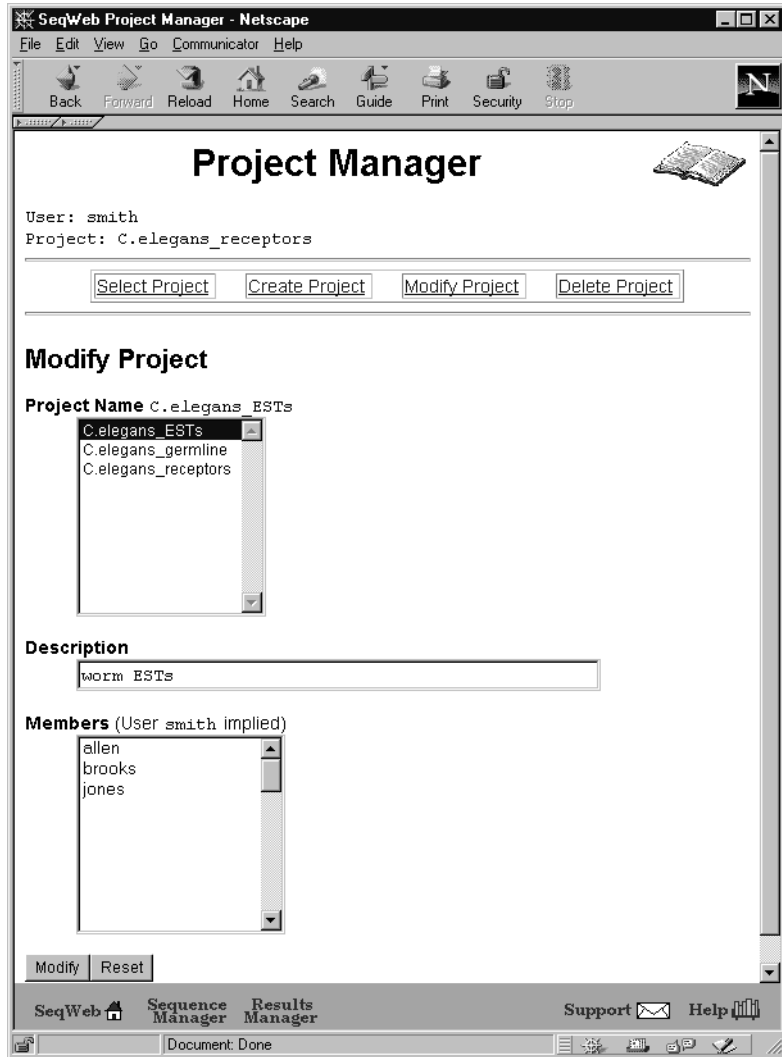 SeqWeb Project Manager - Netscape
File Edit View Go Communicator Help
Back Forward Reload Home Search Guide Print Security Stop
N
Project Manager
User: smith
Project: C.elegans_receptors
Select Project Create Project Modify Project Delete Project
Modify Project
Project Name C.elegans_ESTs
C.elegans_ESTs
C.elegans_germline
C.elegans_receptors
Description
worm ESTs
Members (User smith implied)
allen
brooks
jones
Modify Reset
SeqWeb Sequence Manager Results Manager Support Help
Document: Done